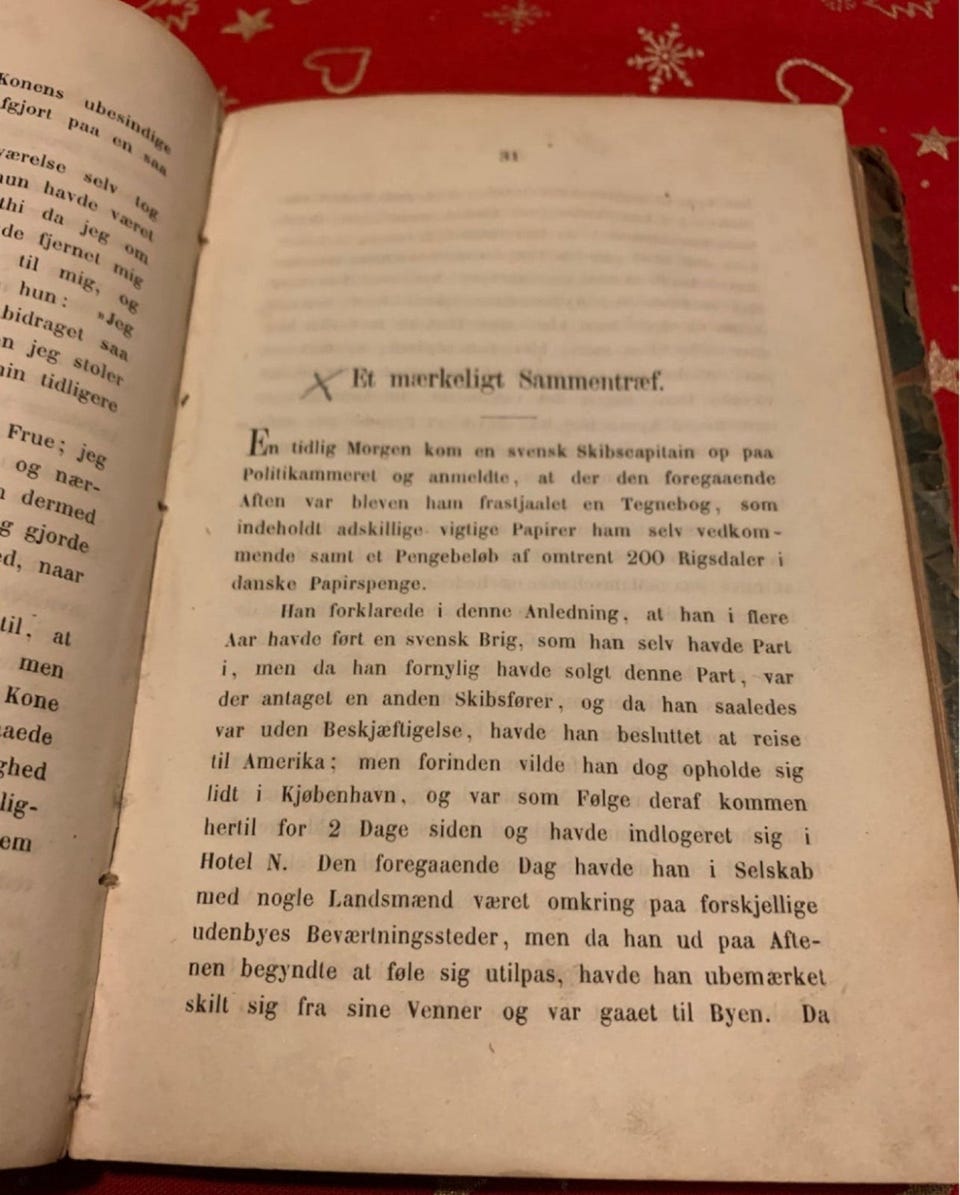 Konens ubesindige
fgjort paa en saa
værelse selv tog
hun havde været
thi da jeg om
de fjernet mig
til mig, og
hun: »Jeg
bidraget saa
n jeg stoler
min tidligere
Frue; jeg
og nær-
dermed
g gjorde
ed, naar
til, at
men
Kone
aaede
ghed
lig-
em
31
Et mærkeligt Sammentræf.
En tidlig Morgen kom en svensk Skibscapitain op paa
Politikammeret og anmeldte, at der den foregaaende
Aften var bleven ham frastjaalet en Tegnebog, som
indeholdt adskillige vigtige Papirer ham selv vedkom-
mende samt et Pengebeløb af omtrent 200 Rigsdaler i
danske Papirspenge.
Han forklarede i denne Anledning, at han i flere
Aar havde ført en svensk Brig, som han selv havde Part
i, men da han fornylig havde solgt denne Part, var
der antaget en anden Skibsfører, og da han saaledes
var uden Beskjæftigelse, havde han besluttet at reise
til Amerika; men forinden vilde han dog opholde sig
lidt i Kjøbenhavn, og var som Følge deraf kommen
hertil for 2 Dage siden og havde indlogeret sig i
Hotel N. Den foregaaende Dag havde han i Selskab
med nogle Landsmænd været omkring paa forskjellige
udenbyes Beværtningssteder, men da han ud paa Afte-
nen begyndte at føle sig utilpas, havde han ubemærket
skilt sig fra sine Venner og var gaaet til Byen. Da